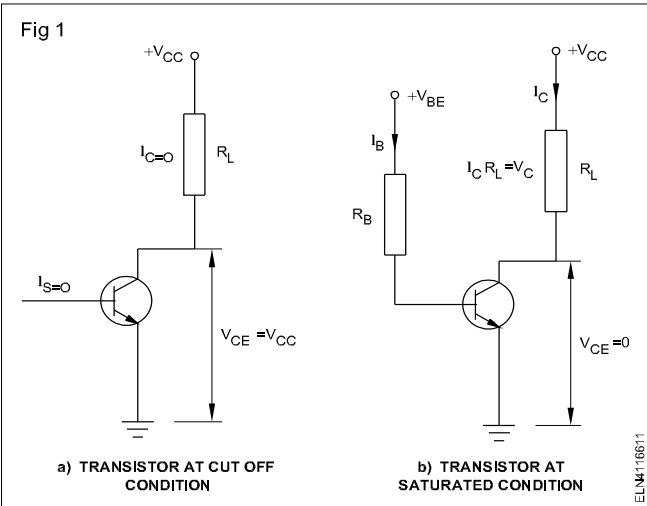 Fig 1
+VCC
IC=O
RL
IS=O
VCE =VCC
a) TRANSISTOR AT CUT OFF
CONDITION
+VCC
+VBE
IC
IB
IC RL =VC
RL
RB
VCE =0
b) TRANSISTOR AT
SATURATED CONDITION
ELN4116611